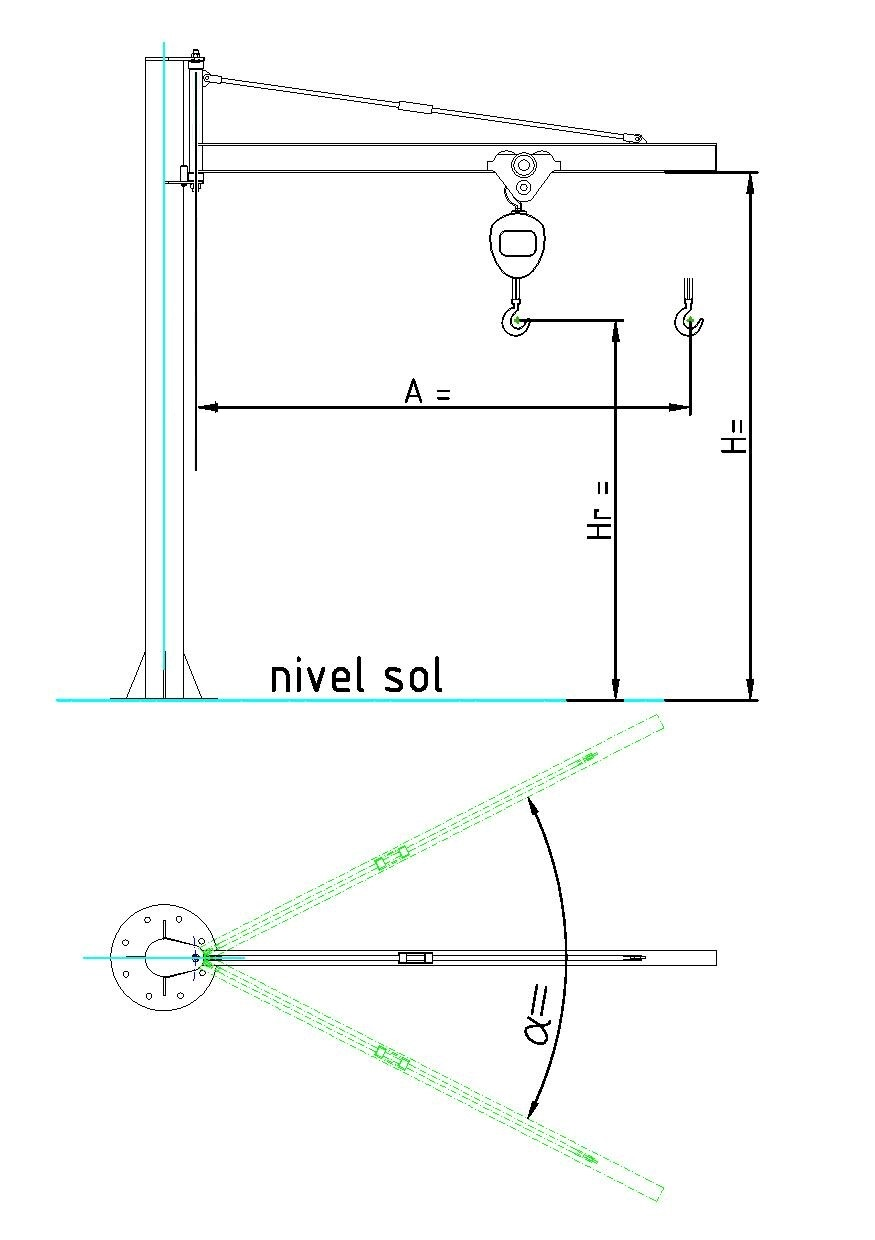 A =
H=
Hr =
nivel sol
α=